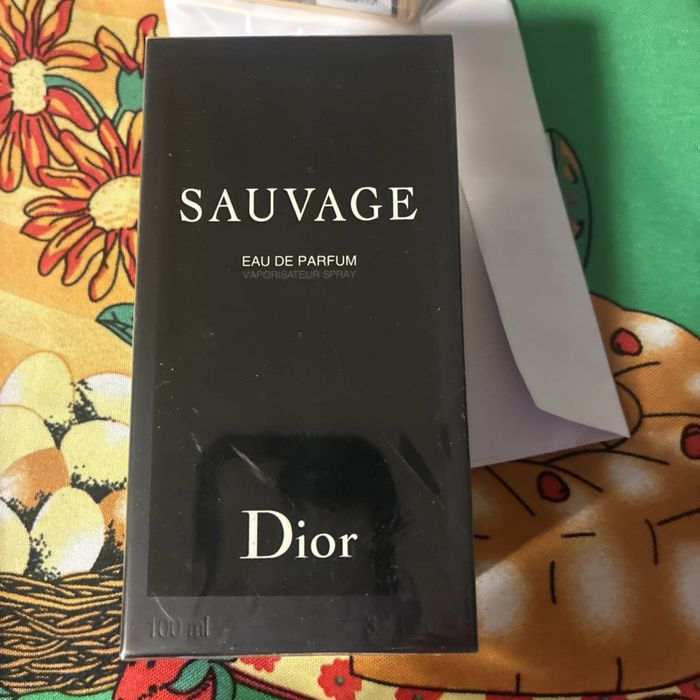 SAUVAGE
EAU DE PARFUM
VAPORISATEUR SPRAY
Dior
100 ml